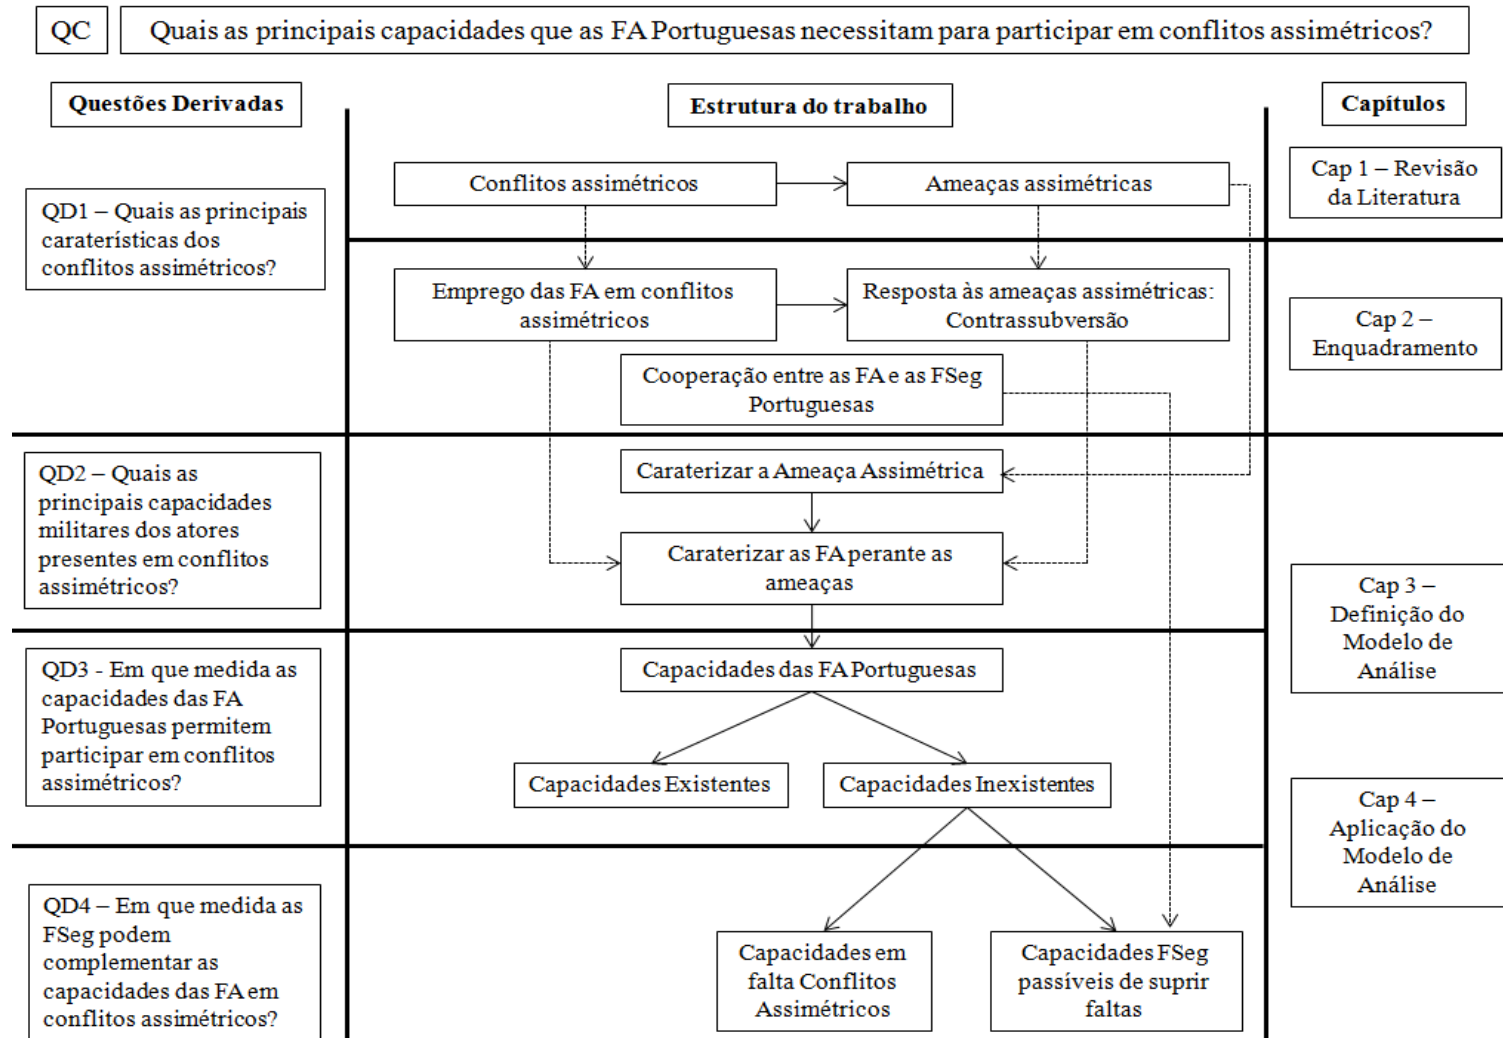 QC
Quais as principais capacidades que as FA Portuguesas necessitam para participar em conflitos assimétricos?
Questões Derivadas
Estrutura do trabalho
Capítulos
Conflitos assimétricos
Ameaças assimétricas
Cap 1 – Revisão
da Literatura
QD1 – Quais as principais
caraterísticas dos
conflitos assimétricos?
Emprego das FA em conflitos
assimétricos
Resposta às ameaças assimétricas:
Contrassubversão
Cap 2 –
Enquadramento
Cooperação entre as FA e as FSeg
Portuguesas
QD2 – Quais as
principais capacidades
militares dos atores
presentes em conflitos
assimétricos?
Caraterizar a Ameaça Assimétrica
Caraterizar as FA perante as
ameaças
Cap 3 –
Definição do
Modelo de
Análise
QD3 - Em que medida as
capacidades das FA
Portuguesas permitem
participar em conflitos
assimétricos?
Capacidades das FA Portuguesas
Capacidades Existentes
Capacidades Inexistentes
Cap 4 –
Aplicação do
Modelo de
Análise
QD4 – Em que medida as
FSeg podem
complementar as
capacidades das FA em
conflitos assimétricos?
Capacidades em
falta Conflitos
Assimétricos
Capacidades FSeg
passíveis de suprir
faltas